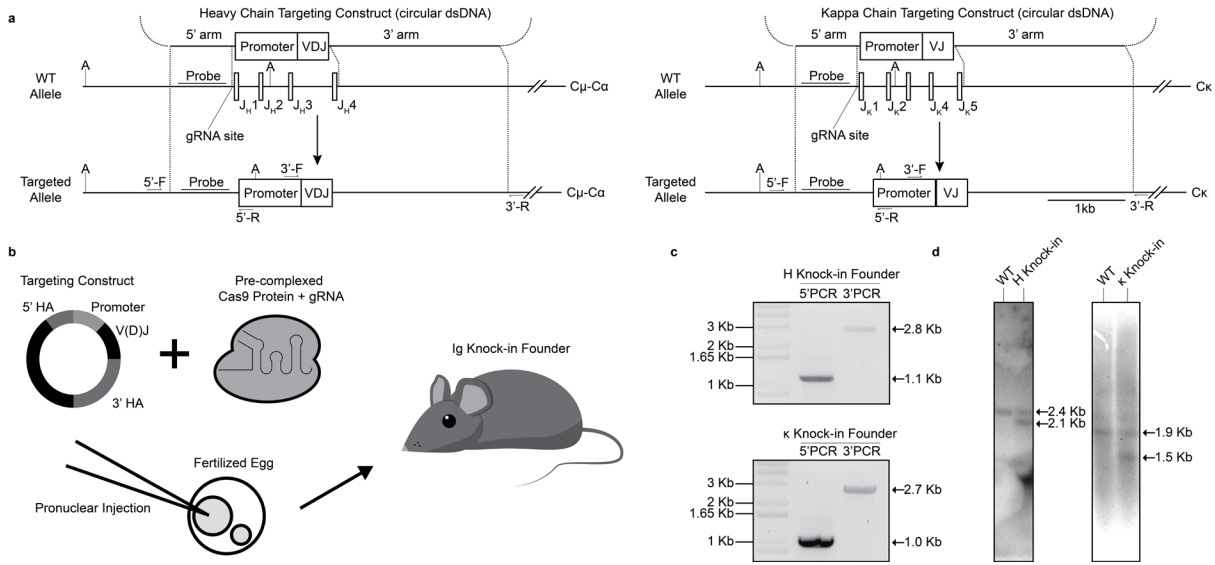 a
Heavy Chain Targeting Construct (circular dsDNA)
5' arm
3' arm
Promoter
VDJ
WT
Allele
A
Probe
A
Cμ-Cα
JH1
JH2
JH3
JH4
gRNA site
Targeted
Allele
A
5'-F
Probe
A
3'-F
Promoter
VDJ
5'-R
3'-R
Cμ-Cα
Kappa Chain Targeting Construct (circular dsDNA)
5' arm
3' arm
Promoter
VJ
WT
Allele
A
Probe
A
Cκ
JK1
JK2
JK4
JK5
gRNA site
Targeted
Allele
A
5'-F
Probe
A
3'-F
Promoter
VJ
5'-R
1kb
3'-R
Cκ
b
Targeting Construct
5' HA
Promoter
V(D)J
3' HA
Pre-complexed
Cas9 Protein + gRNA
Ig Knock-in Founder
Fertilized Egg
Pronuclear Injection
c
H Knock-in Founder
5'PCR 3'PCR
3 Kb
2 Kb
1.65 Kb
1 Kb
2.8 Kb
1.1 Kb
κ Knock-in Founder
5'PCR 3'PCR
3 Kb
2 Kb
1.65 Kb
1 Kb
2.7 Kb
1.0 Kb
d
WT
H Knock-in
2.4 Kb
2.1 Kb
WT
κ Knock-in
1.9 Kb
1.5 Kb